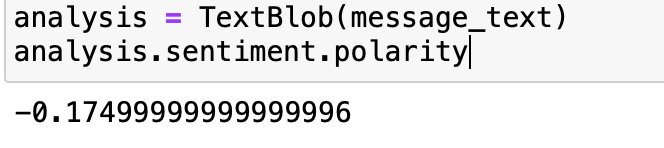 analysis = TextBlob(message_text)
analysis.sentiment.polarity
-0.17499999999999996